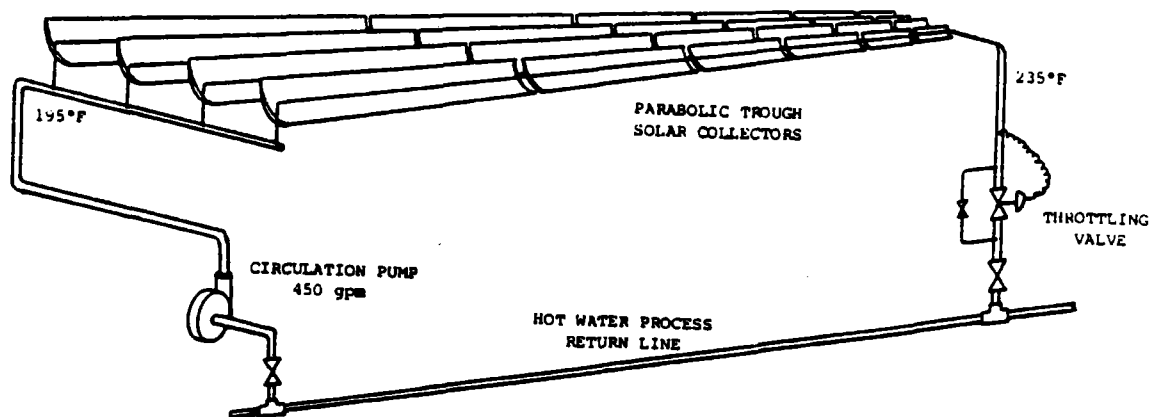 195°F
235°F
PARABOLIC TROUGH
SOLAR COLLECTORS
THROTTLING
VALVE
CIRCULATION PUMP
450 gpm
HOT WATER PROCESS
RETURN LINE